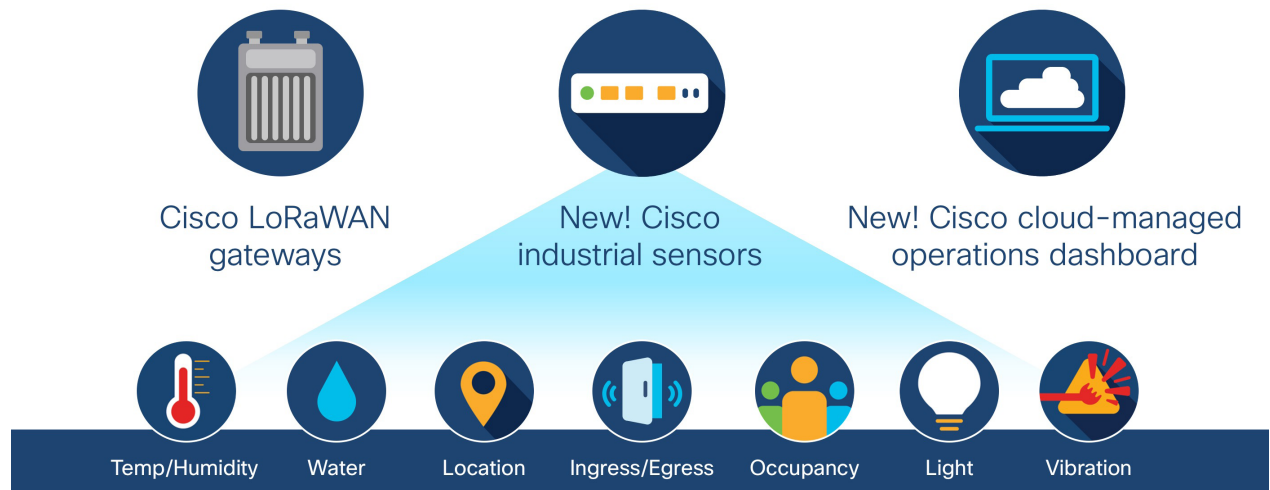 Cisco LoRaWAN
gateways
New! Cisco
industrial sensors
New! Cisco cloud-managed
operations dashboard
Temp/Humidity
Water
Location
Ingress/Egress
Occupancy
Light
Vibration